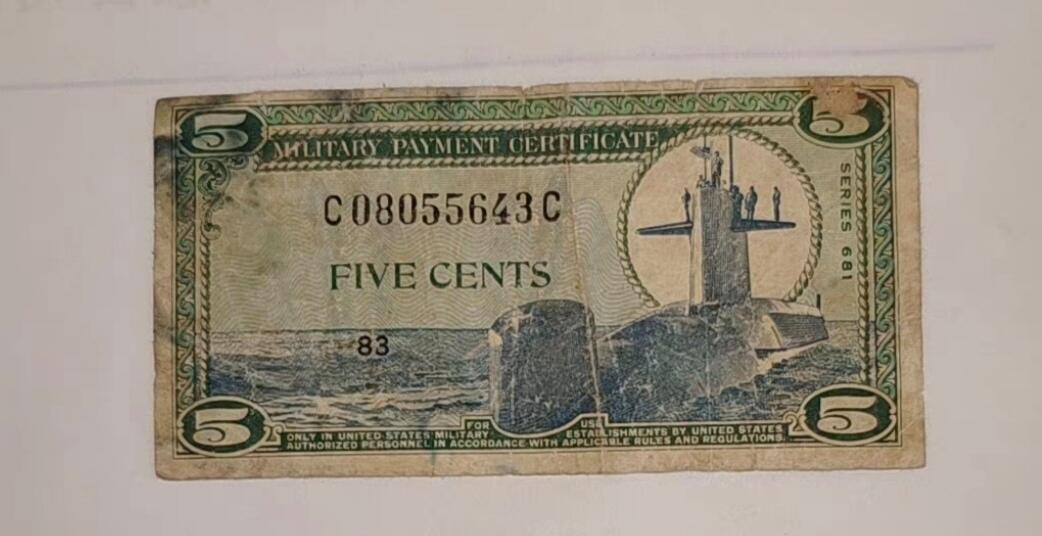 5 5
MILITARY PAYMENT CERTIFICATE
C08055643C
SERIES 681
FIVE CENTS
83
5 5
FOR USE
ONLY IN UNITED STATES MILITARY ESTABLISHMENTS BY UNITED STATES
AUTHORIZED PERSONNEL IN ACCORDANCE WITH APPLICABLE RULES AND REGULATIONS.